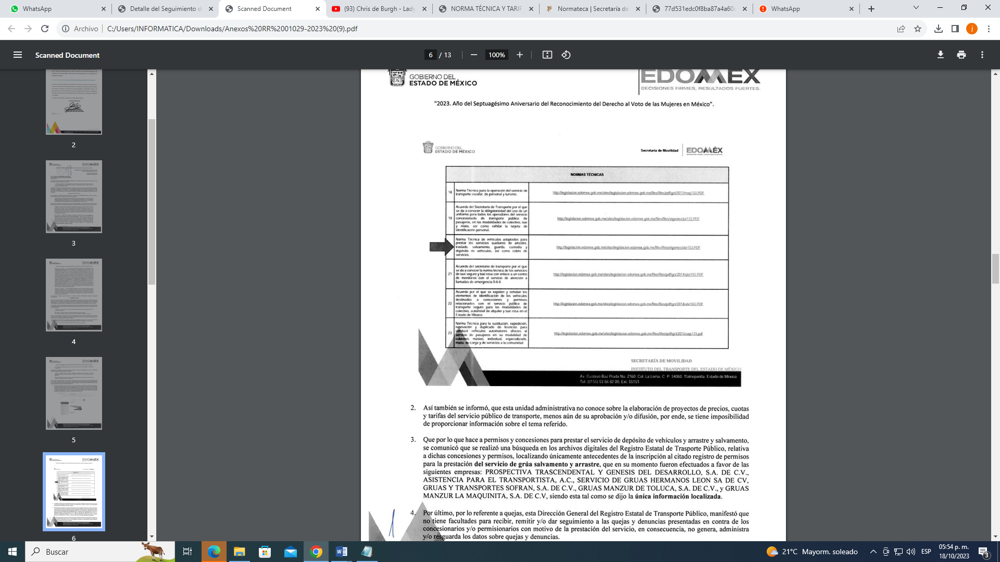 WhatsApp
Detalle del Seguimiento d
Scanned Document
(93) Chris de Burgh - Lady
NORMA TÉCNICA Y TARIF
Normateca | Secretaría de
77d531edc0f8ba87a4a60c
WhatsApp
Archivo
C:/Users/INFORMATICA/Downloads/Anexos%20RR%2001029-2023%20(9).pdf
j
Scanned Document
6 / 13
100%
2
3
4
5
6
GOBIERNO DEL
ESTADO DE MÉXICO
EDOMÉX
DECISIONES FIRMES, RESULTADOS FUERTES.
“2023. Año del Septuagésimo Aniversario del Reconocimiento del Derecho al Voto de las Mujeres en México”.
GOBIERNO DEL
ESTADO DE MÉXICO
Secretaría de Movilidad
EDOMÉX
NORMAS TÉCNICAS
18
Norma Técnica para la operación del servicio de
transporte escolar, de personal y turismo.
http://legislacion.edomex.gob.mx/sites/legislacion.edomex.gob.mx/files/files/pdf/gct/2011/may133.PDF
19
Acuerdo del Secretario de Transporte por el que
se da a conocer la obligatoriedad del uso de un
uniforme para todos los operadores del servicio
concesionado de transporte público de
pasajeros, en las modalidades de colectivo, taxi
y mixto, así como exhibir la tarjeta de
identificación personal.
http://legislacion.edomex.gob.mx/sites/legislacion.edomex.gob.mx/files/files/vigentes/jul172.PDF
Norma Técnica de vehículos adaptados para
prestar los servicios auxiliares de arrastre,
traslado, salvamento, guarda, custodia y
depósito de vehículos, así como cobro de
servicios.
http://legislacion.edomex.gob.mx/sites/legislacion.edomex.gob.mx/files/files/vigentes/abr153.PDF
21
Acuerdo del secretario de transporte por el que
se da a conocer la norma técnica de los servicios
de taxi seguro y taxi rosa con enlace a un centro
de monitoreo con el servicio de atención a
llamadas de emergencia 0-6-6
http://legislacion.edomex.gob.mx/sites/legislacion.edomex.gob.mx/files/files/pdf/gct/2014/abr143.PDF
22
Acuerdo por el que se expiden y señalan los
elementos de identificación de los vehículos
destinados a concesiones y permisos
relacionados con el servicio público de
transporte seguro para las modalidades de
colectivo, automóvil de alquiler y taxi rosa en el
Estado de México.
http://legislacion.edomex.gob.mx/sites/legislacion.edomex.gob.mx/files/files/pdf/gct/2014/abr143.PDF
23
Norma Técnica para la sustitución, expedición,
renovación y duplicado de licencias para
conducir vehículos automotores afectos al
servicio de pasajeros en su modalidad de
colectivo, masivo, individual, especializado,
mixto, de carga y de servicios a la comunidad
http://legislacion.edomex.gob.mx/sites/legislacion.edomex.gob.mx/files/files/pdf/gct/2015/sep173.pdf
SECRETARÍA DE MOVILIDAD
INSTITUTO DEL TRANSPORTE DEL ESTADO DE MÉXICO
Av. Gustavo Baz Prada No. 2160, Col. La Loma, C. P. 54060, Tlalnepantla, Estado de México.
Tel. (0155) 53 66 82 00, Ext. 55151
2. Así también se informó, que esta unidad administrativa no conoce sobre la elaboración de proyectos de precios, cuotas
y tarifas del servicio público de transporte, menos aún de su aprobación y/o difusión, por ende, se tiene imposibilidad
de proporcionar información sobre el tema referido.
3. Que por lo que hace a permisos y concesiones para prestar el servicio de depósito de vehículos y arrastre y salvamento,
se comunicó que se realizó una búsqueda en los archivos digitales del Registro Estatal de Trasporte Público, relativa
a dichas concesiones y permisos, localizando únicamente antecedentes de la inscripción al citado registro de permisos
para la prestación del servicio de grúa salvamento y arrastre, que en su momento fueron efectuados a favor de las
siguientes empresas: PROSPECTIVA TRASCENDENTAL Y GENESIS DEL DESARROLLO, S.A. DE C.V.,
ASISTENCIA PARA EL TRANSPORTISTA, A.C., SERVICIO DE GRUAS HERMANOS LEON SA DE CV,
GRUAS Y TRANSPORTES SOFRAN, S.A. DE C.V., GRUAS MANZUR DE TOLUCA, S.A. DE C.V., y GRUAS
MANZUR LA MAQUINITA, S.A. DE C.V, siendo esta tal como se dijo la única información localizada.
4. Por último, por lo referente a quejas, esta Dirección General del Registro Estatal de Transporte Público, manifestó que
no tiene facultades para recibir, remitir y/o dar seguimiento a las quejas y denuncias presentadas en contra de los
concesionarios y/o permisionarios con motivo de la prestación del servicio, en consecuencia, no genera, administra
y/o resguarda los datos sobre quejas y denuncias.
Buscar
21°C Mayorm. soleado
ESP
05:54 p. m.
18/10/2023
3